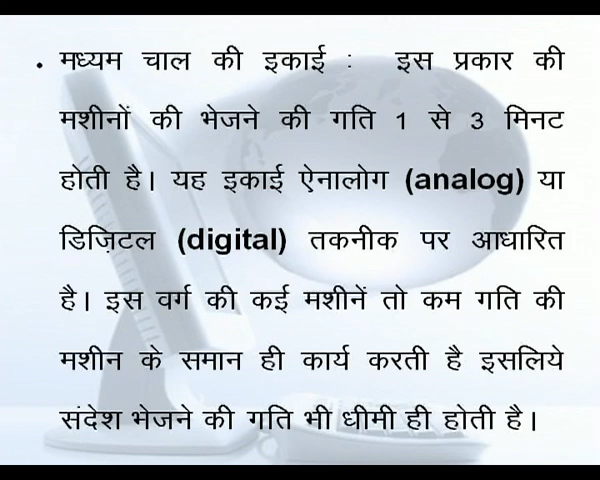 • मध्यम चाल की इकाई : इस प्रकार की
मशीनों की भेजने की गति 1 से 3 मिनट
होती है। यह इकाई ऐनालोग (analog) या
डिज़िटल (digital) तकनीक पर आधारित
है। इस वर्ग की कई मशीनें तो कम गति की
मशीन के समान ही कार्य करती है इसलिये
संदेश भेजने की गति भी धीमी ही होती है।